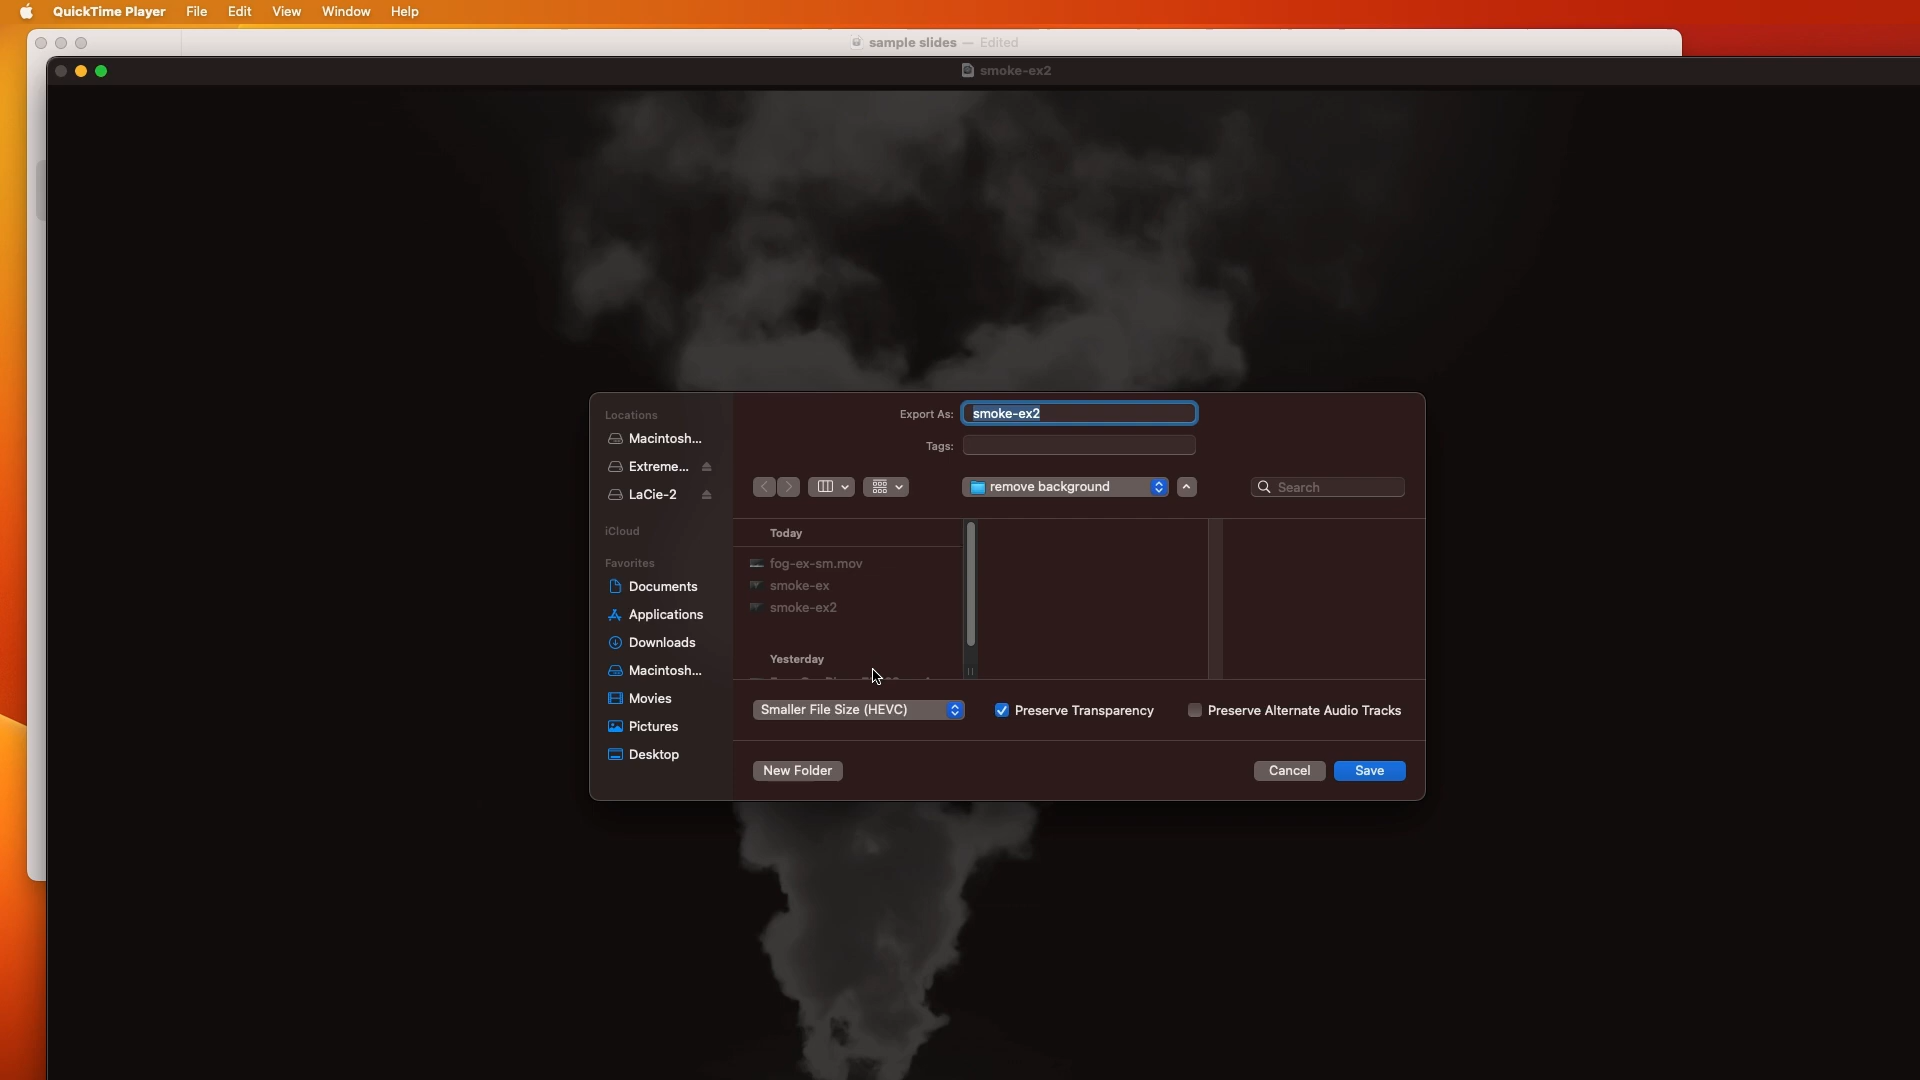 QuickTime Player File Edit View Window Help
sample slides — Edited
smoke-ex2
Locations
Macintosh...
Extreme...
LaCie-2
iCloud
Favorites
Documents
Applications
Downloads
Macintosh...
Movies
Pictures
Desktop
Export As: smoke-ex2
Tags:
remove background
Search
Today
fog-ex-sm.mov
smoke-ex
smoke-ex2
Yesterday
Smaller File Size (HEVC)
Preserve Transparency
Preserve Alternate Audio Tracks
New Folder
Cancel
Save